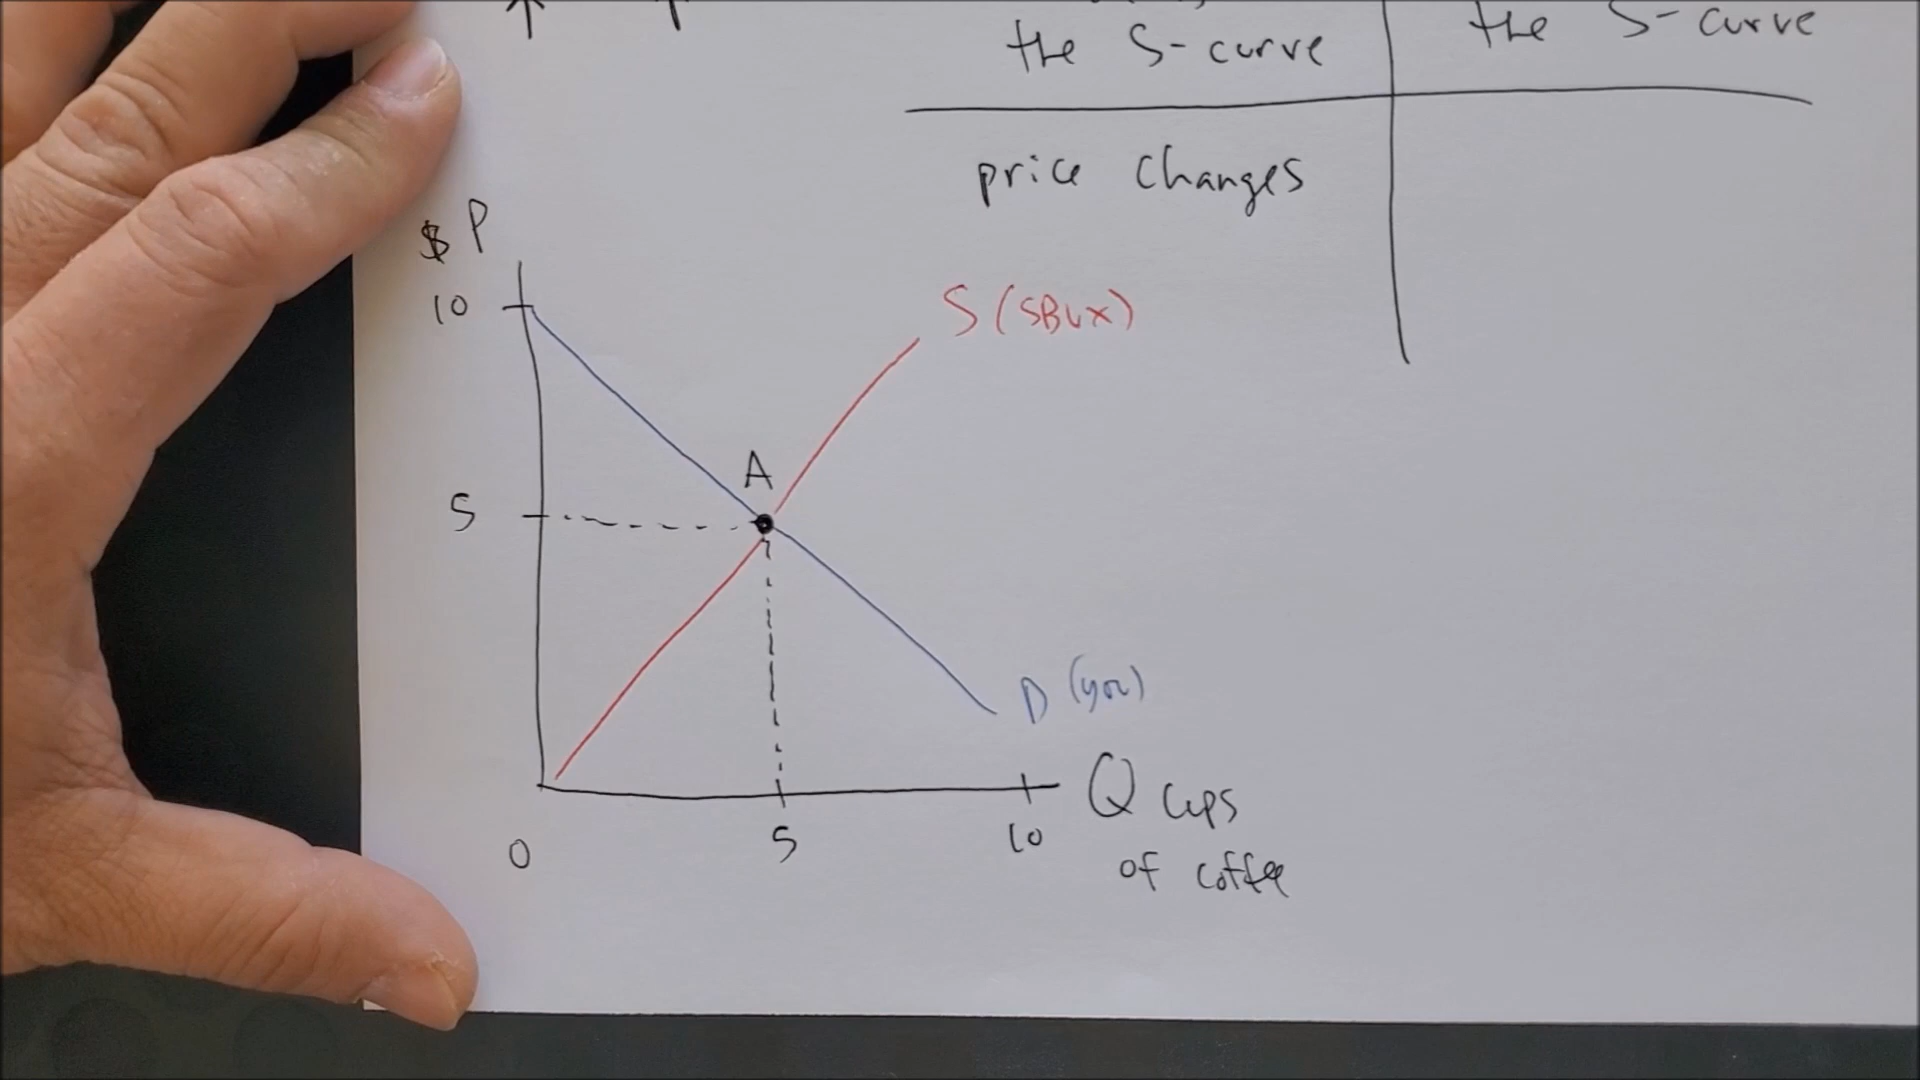 the S-curve
the S-curve
price changes
$ P
10
S (SBUX)
A
5
D (you)
Q cups
of coffee
0
5
10